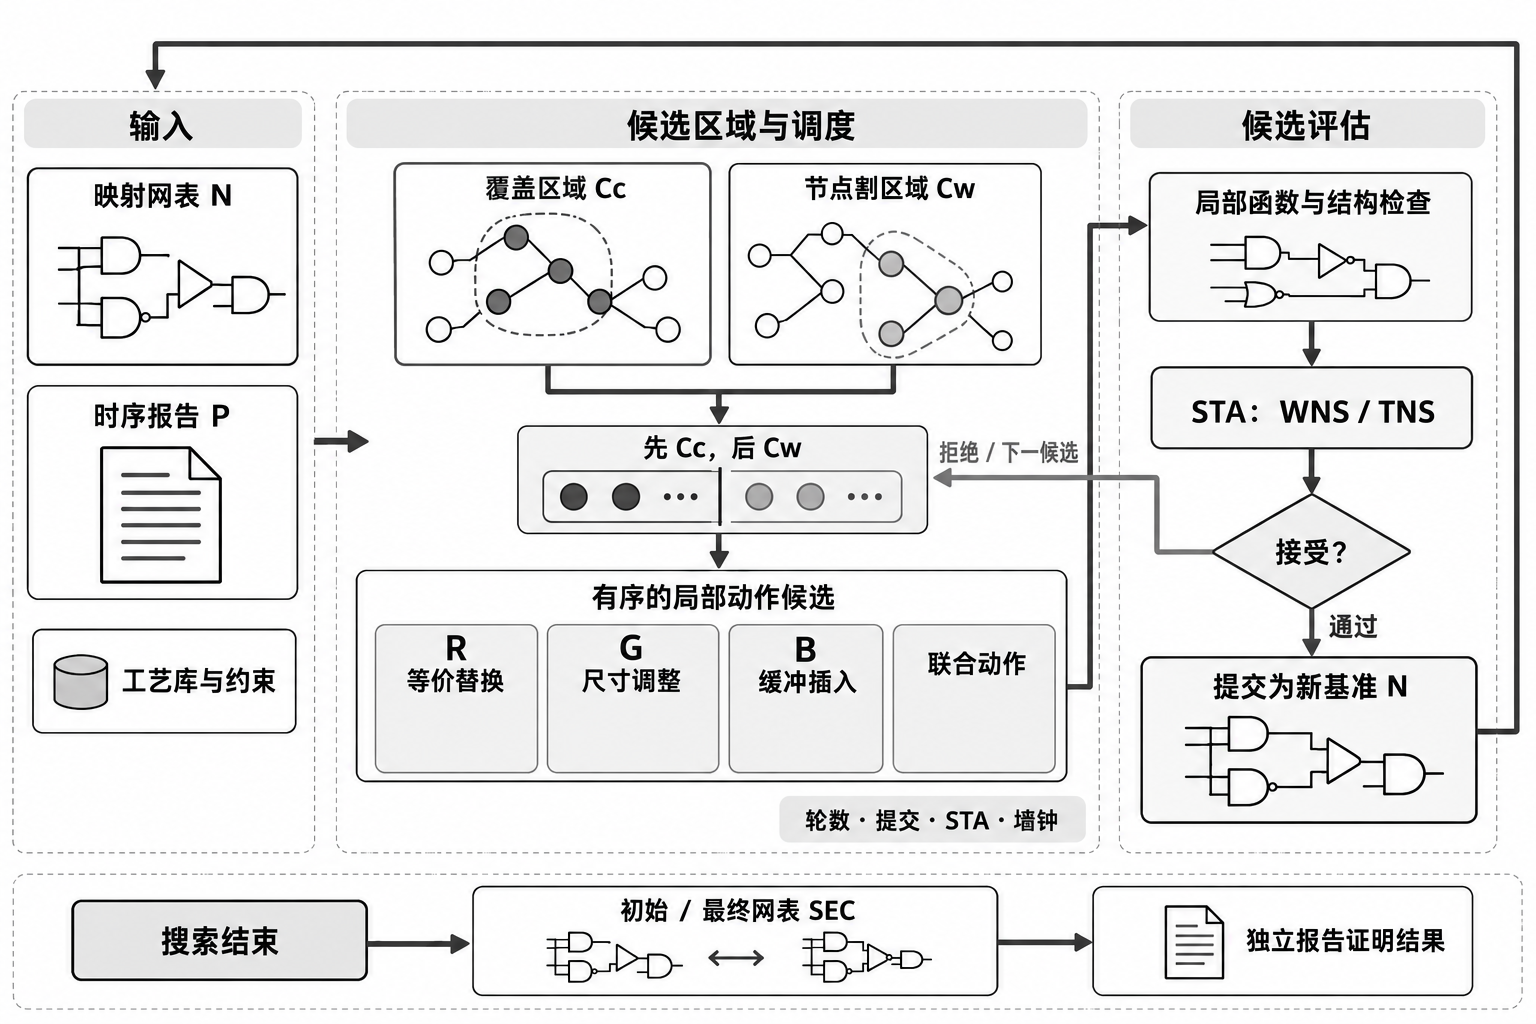 输入
映射网表 N
时序报告 P
工艺库与约束
候选区域与调度
覆盖区域 Cc
节点割区域 Cw
先 Cc，后 Cw
拒绝 / 下一候选
有序的局部动作候选
R
等价替换
G
尺寸调整
B
缓冲插入
联合动作
轮数 · 提交 · STA · 墙钟
候选评估
局部函数与结构检查
STA：WNS / TNS
接受？
通过
提交为新基准 N
搜索结束
初始 / 最终网表 SEC
独立报告证明结果